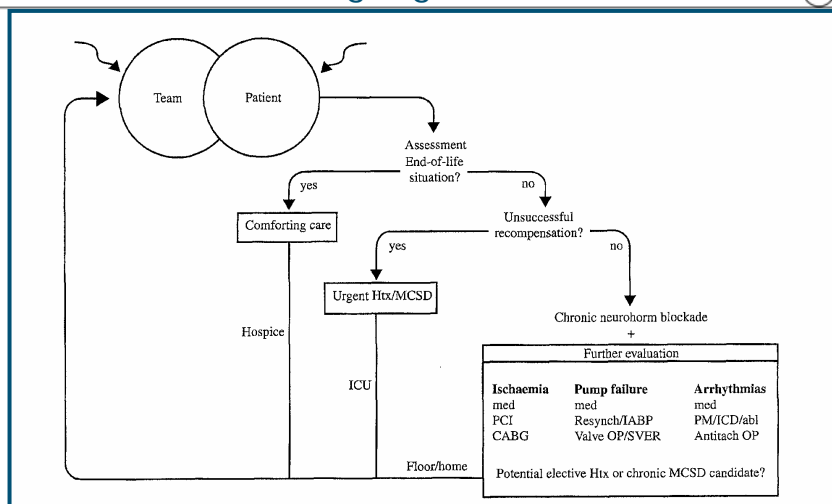 Team
Patient
Assessment
End-of-life
situation?
yes
no
Comforting care
Unsuccessful
recompensation?
yes
no
Urgent Htx/MCSD
Hospice
ICU
Chronic neurohorm blockade
+
Further evaluation
Ischaemia Pump failure Arrhythmias
med med med
PCI Resynch/IABP PM/ICD/abl
CABG Valve OP/SVER Antitach OP
Floor/home
Potential elective Htx or chronic MCSD candidate?